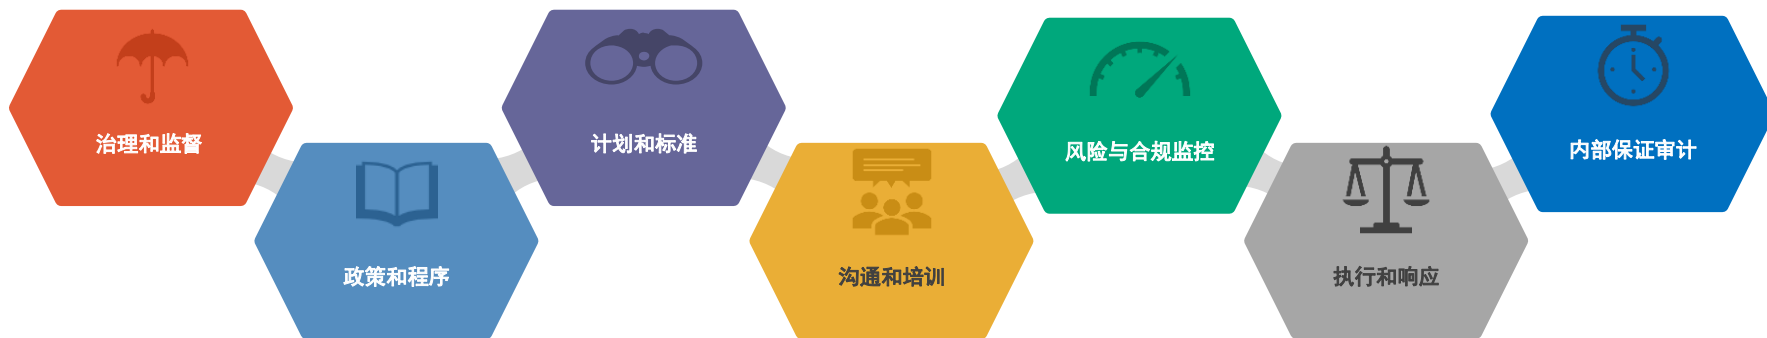 治理和监督
政策和程序
计划和标准
沟通和培训
风险与合规监控
执行和响应
内部保证审计